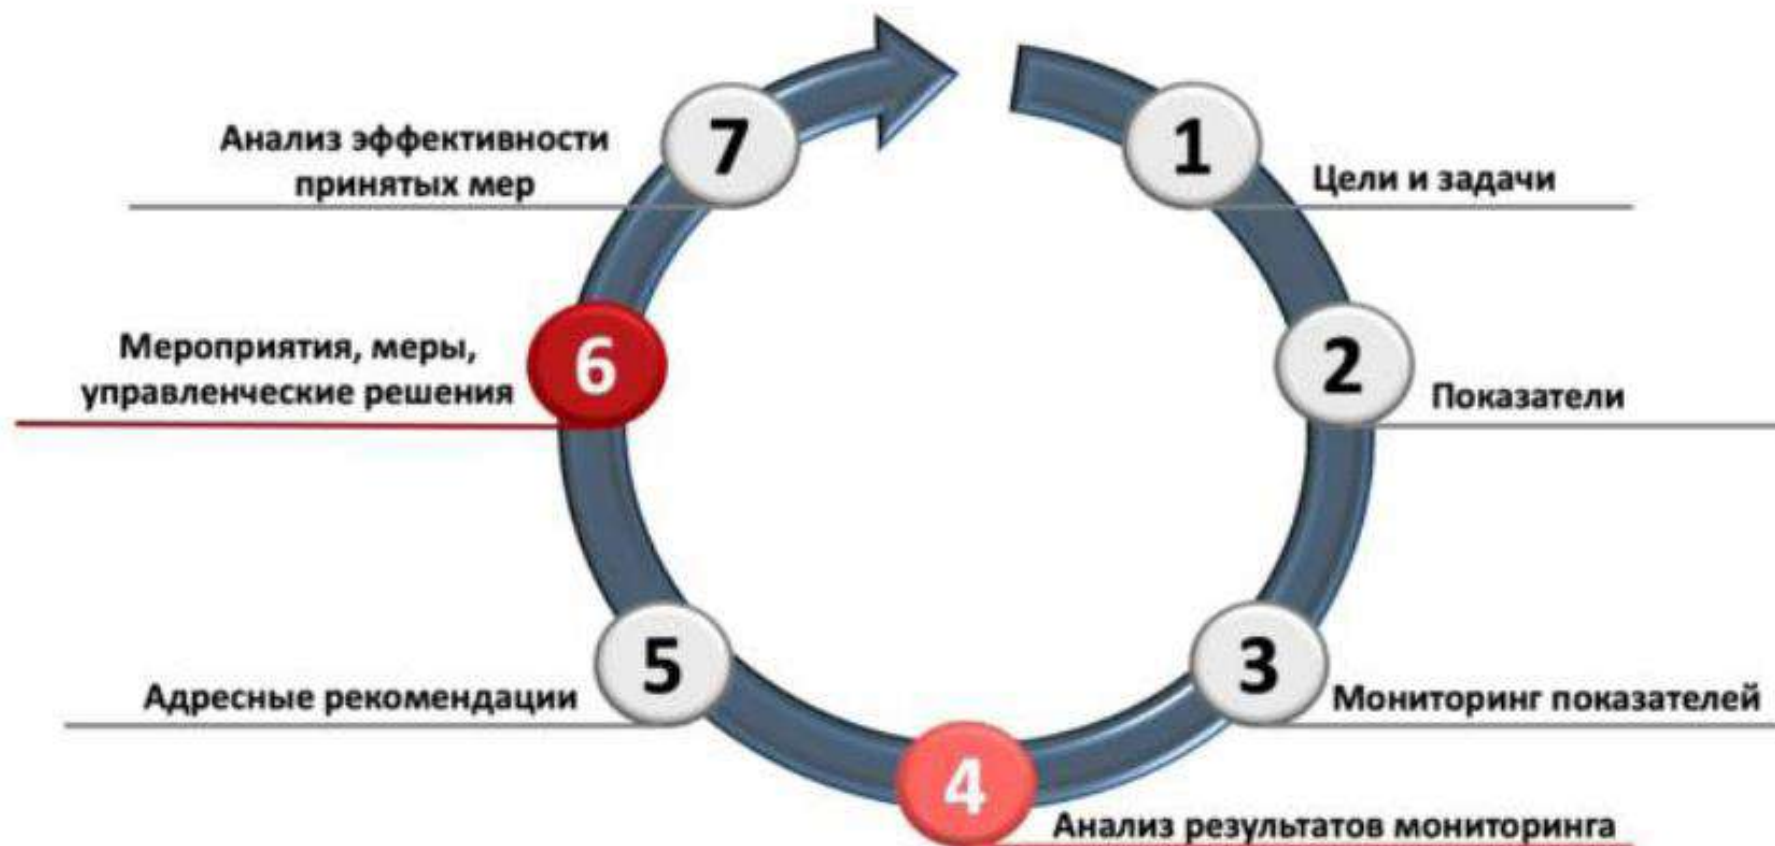 1
Цели и задачи
2
Показатели
3
Мониторинг показателей
4
Анализ результатов мониторинга
5
Адресные рекомендации
6
Мероприятия, меры,
управленческие решения
7
Анализ эффективности
принятых мер